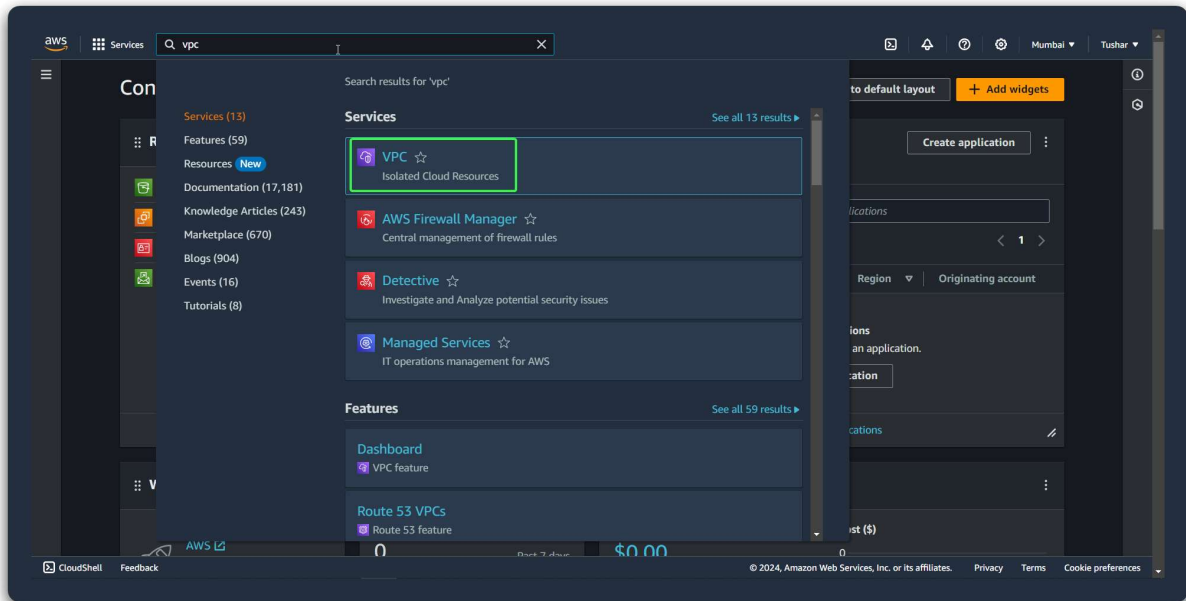 aws
Services
vpc
Mumbai
Tushar
Con
to default layout
+ Add widgets
Search results for 'vpc'
Services (13)
Features (59)
Resources New
Documentation (17,181)
Knowledge Articles (243)
Marketplace (670)
Blogs (904)
Events (16)
Tutorials (8)
Services
See all 13 results
VPC
Isolated Cloud Resources
AWS Firewall Manager
Central management of firewall rules
Detective
Investigate and Analyze potential security issues
Managed Services
IT operations management for AWS
Features
See all 59 results
Dashboard
VPC feature
Route 53 VPCs
Route 53 feature
R
Create application
lications
1
Region
Originating account
ions
an application.
cation
cations
st ($)
AWS
0
Past 7 days
$0.00
0
CloudShell
Feedback
© 2024, Amazon Web Services, Inc. or its affiliates.
Privacy
Terms
Cookie preferences